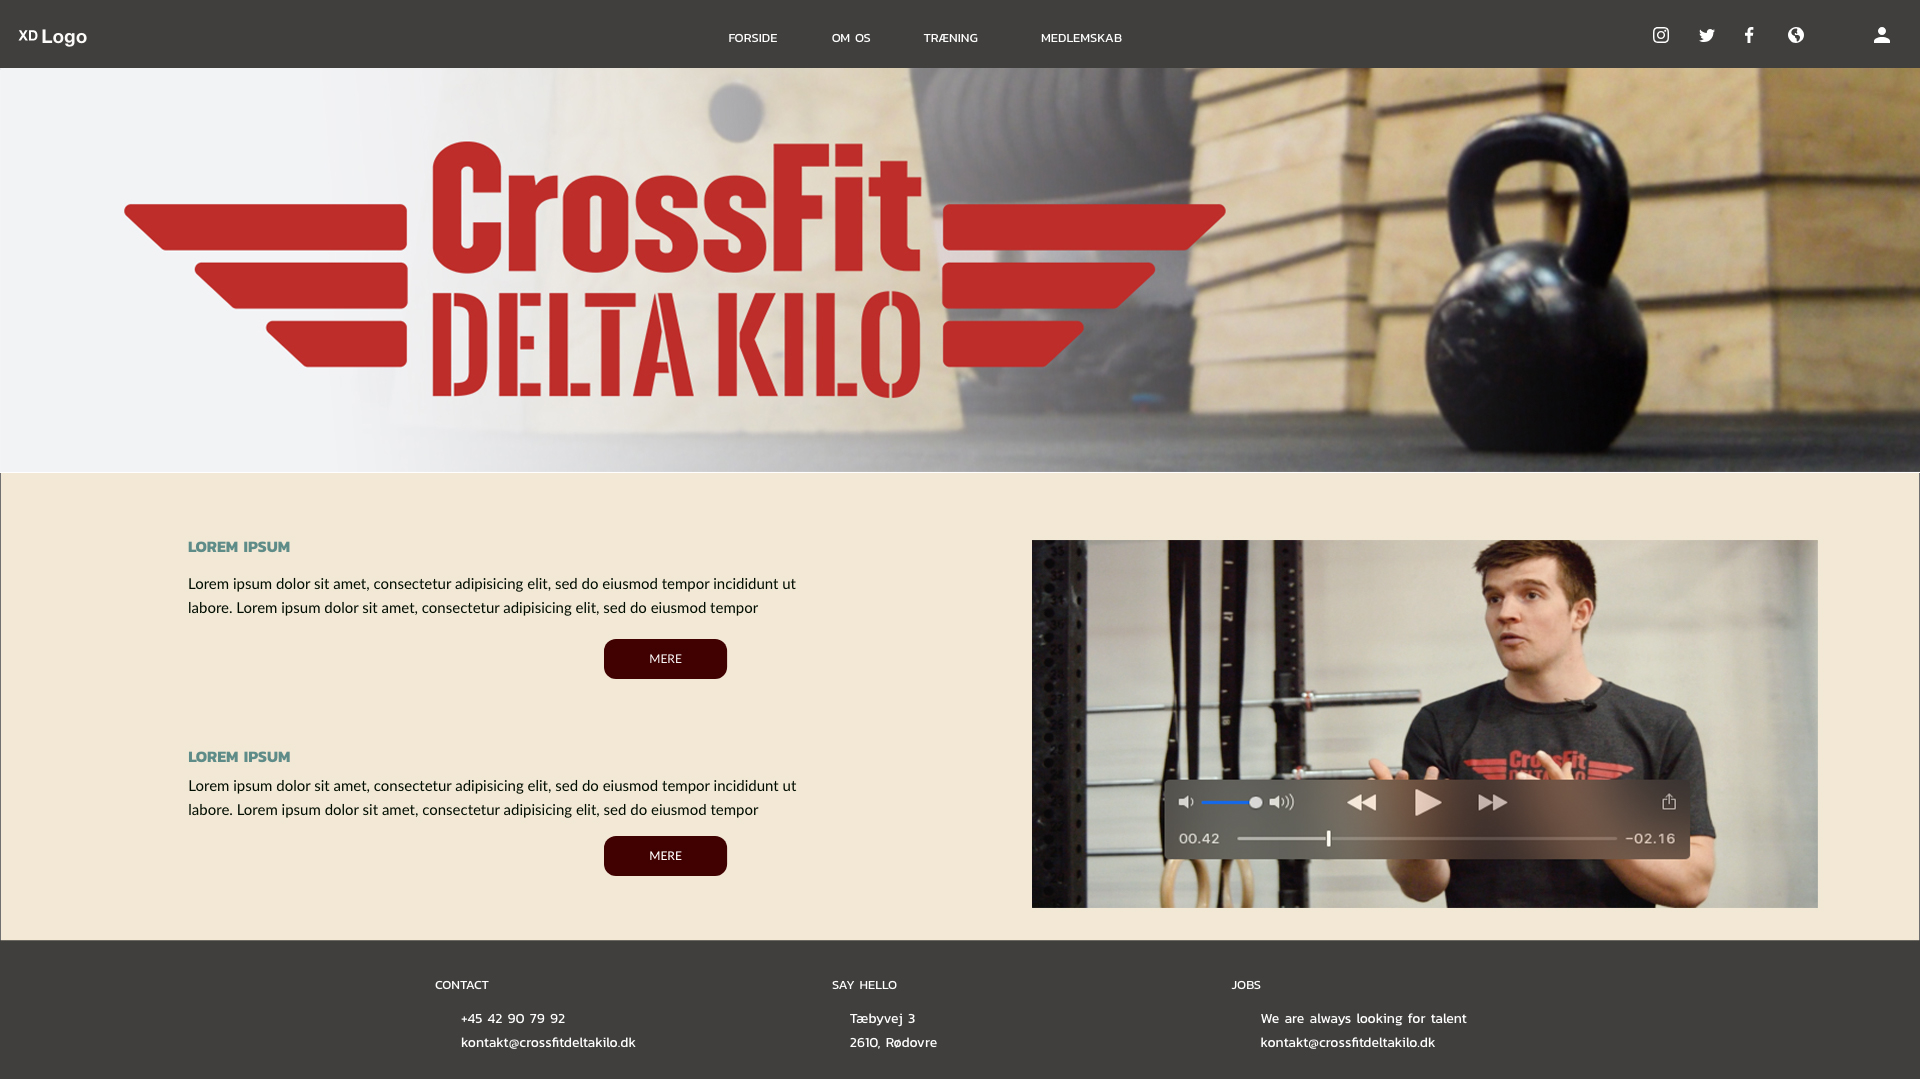 XD Logo
FORSIDE
OM OS
TRÆNING
MEDLEMSKAB
CrossFit
DELTA KILO
LOREM IPSUM
Lorem ipsum dolor sit amet, consectetur adipisicing elit, sed do eiusmod tempor incididunt ut
labore. Lorem ipsum dolor sit amet, consectetur adipisicing elit, sed do eiusmod tempor
MERE
LOREM IPSUM
Lorem ipsum dolor sit amet, consectetur adipisicing elit, sed do eiusmod tempor incididunt ut
labore. Lorem ipsum dolor sit amet, consectetur adipisicing elit, sed do eiusmod tempor
MERE
CrossFit
DELTA KILO
00.42
-02.16
CONTACT
+45 42 90 79 92
kontakt@crossfitdeltakilo.dk
SAY HELLO
Tæbyvej 3
2610, Rødovre
JOBS
We are always looking for talent
kontakt@crossfitdeltakilo.dk